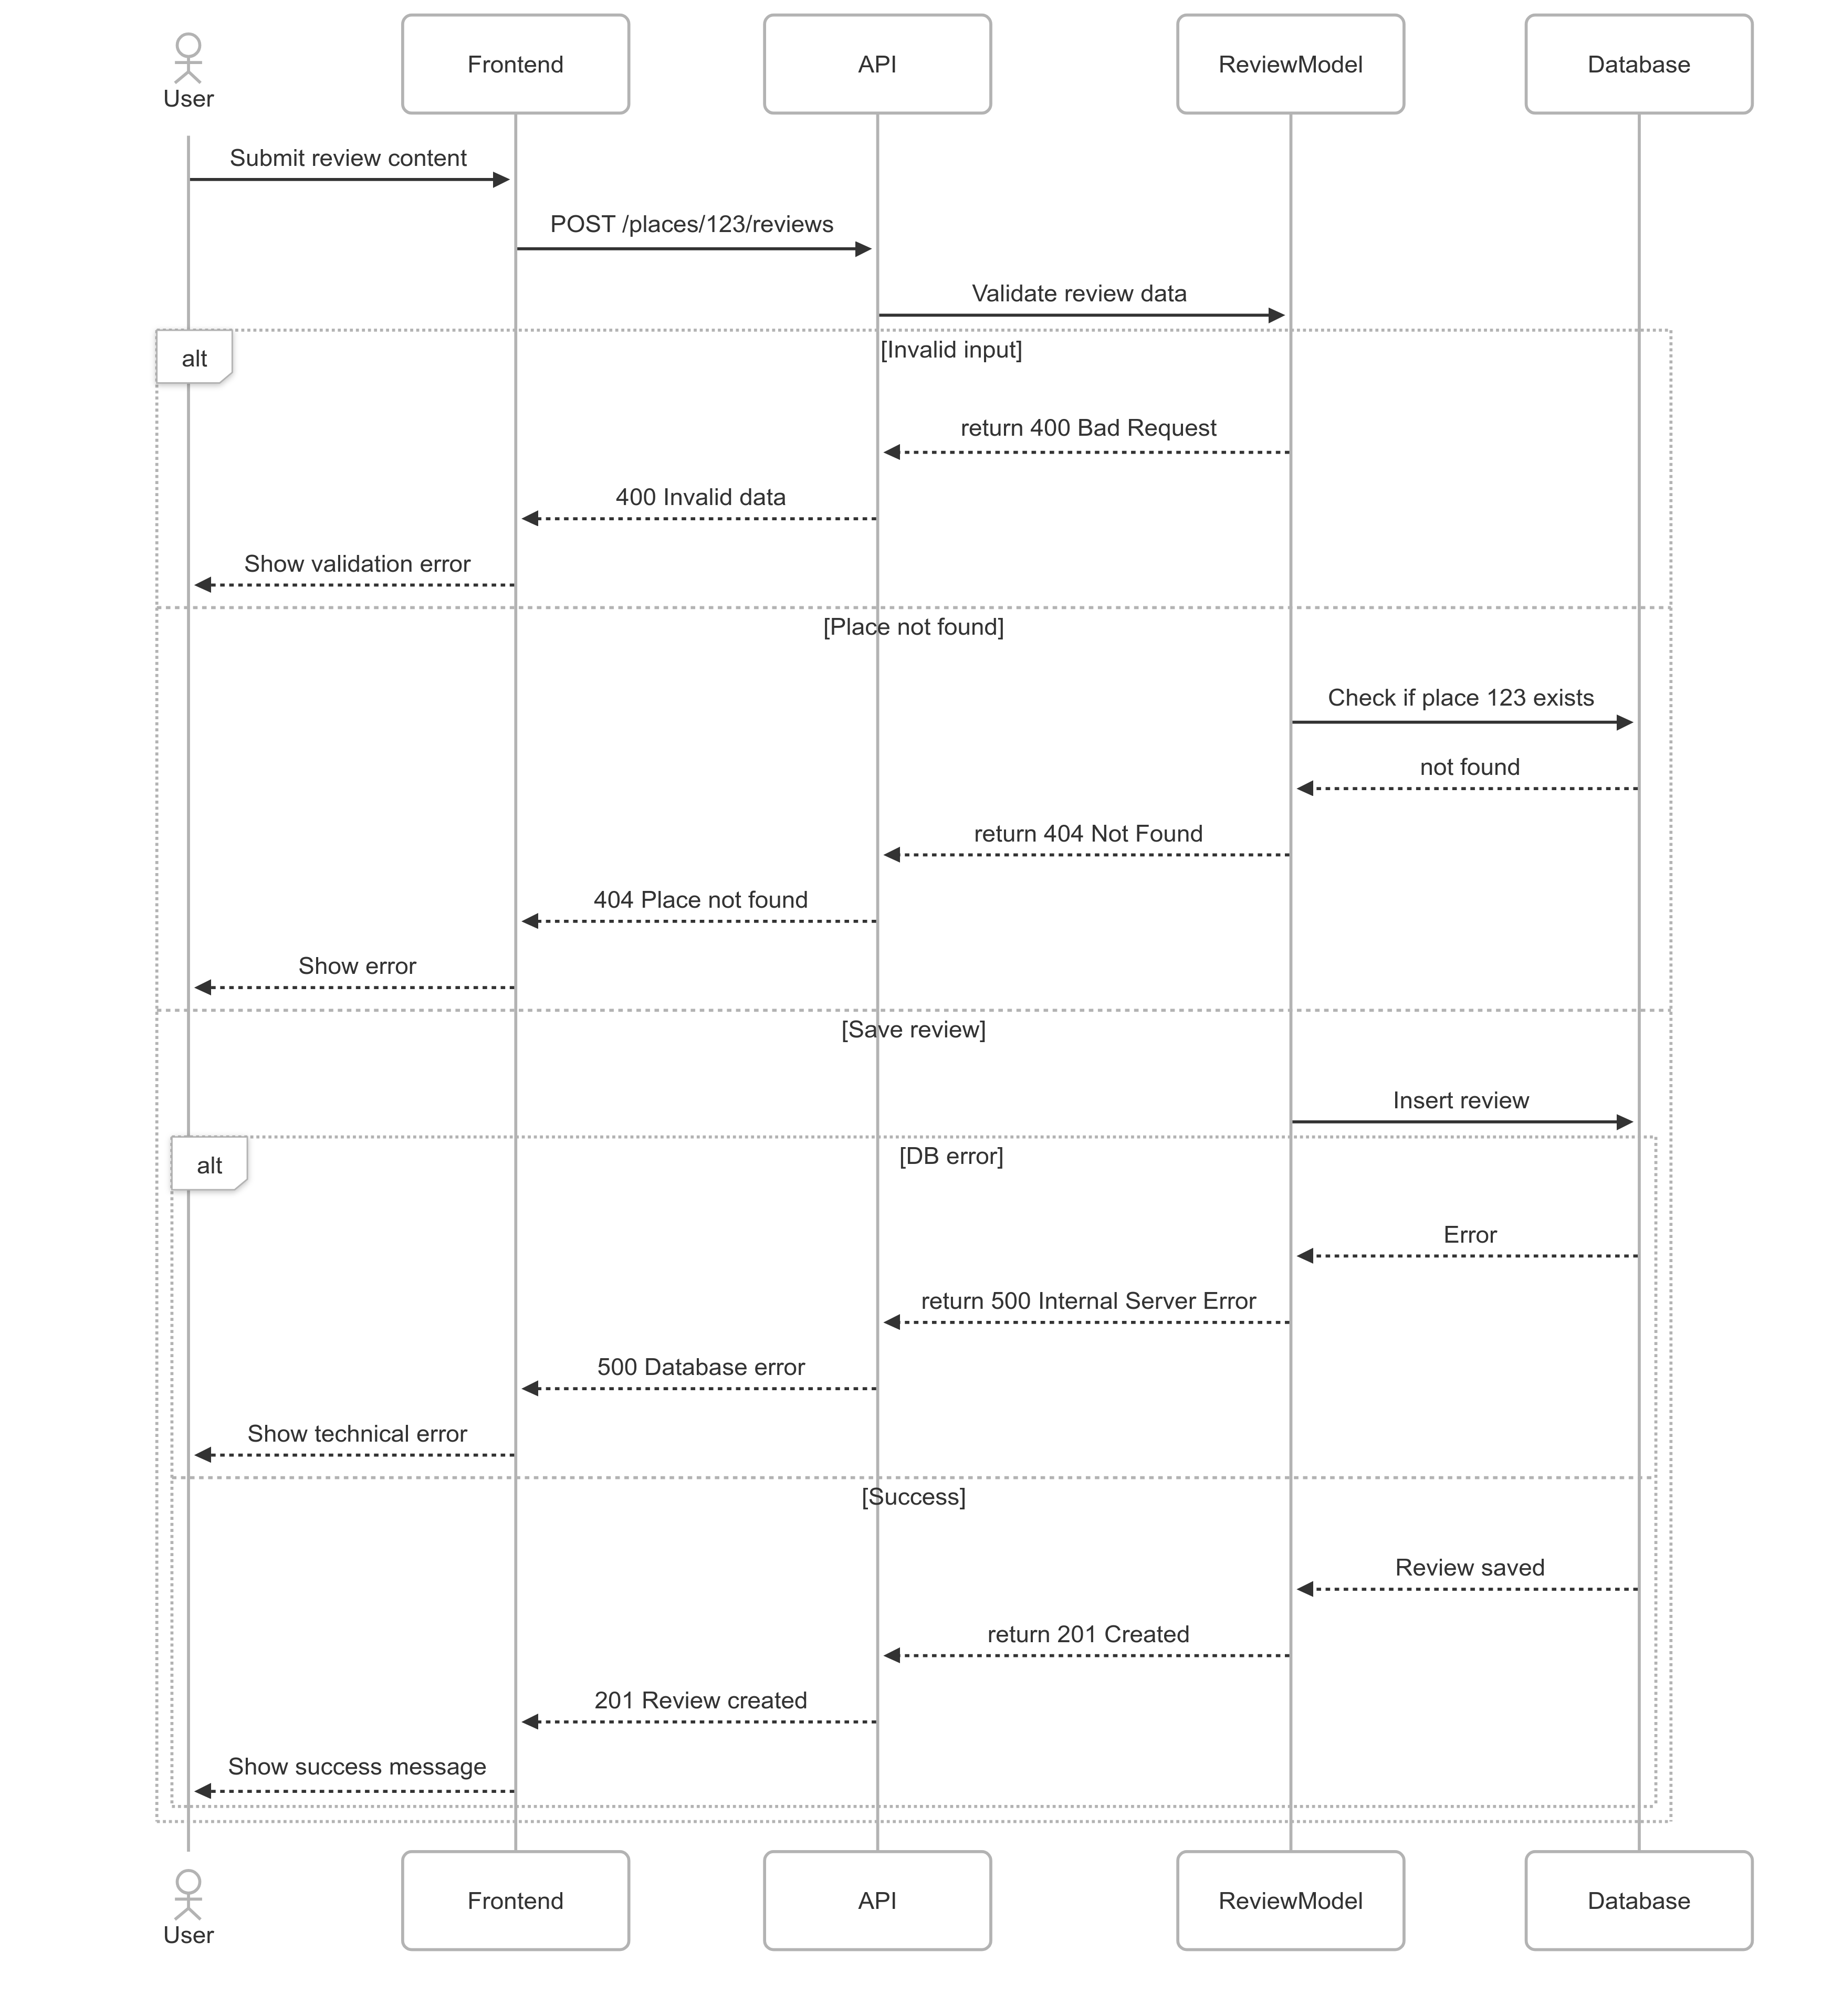 User
Frontend
API
ReviewModel
Database
Submit review content
POST /places/123/reviews
Validate review data
alt
[Invalid input]
return 400 Bad Request
400 Invalid data
Show validation error
[Place not found]
Check if place 123 exists
not found
return 404 Not Found
404 Place not found
Show error
[Save review]
Insert review
alt
[DB error]
Error
return 500 Internal Server Error
500 Database error
Show technical error
[Success]
Review saved
return 201 Created
201 Review created
Show success message
User
Frontend
API
ReviewModel
Database